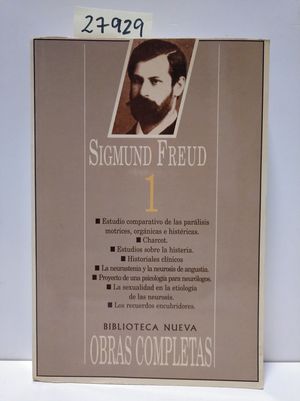 27929
SIGMUND FREUD
1
■ Estudio comparativo de las parálisis
motrices, orgánicas e histéricas.
■ Charcot.
■ Estudios sobre la histeria.
■ Historiales clínicos
■ La neurastenia y la neurosis de angustia.
■ Proyecto de una psicología para neurólogos.
■ La sexualidad en la etiología
de las neurosis.
■ Los recuerdos encubridores.
BIBLIOTECA NUEVA
OBRAS COMPLETAS